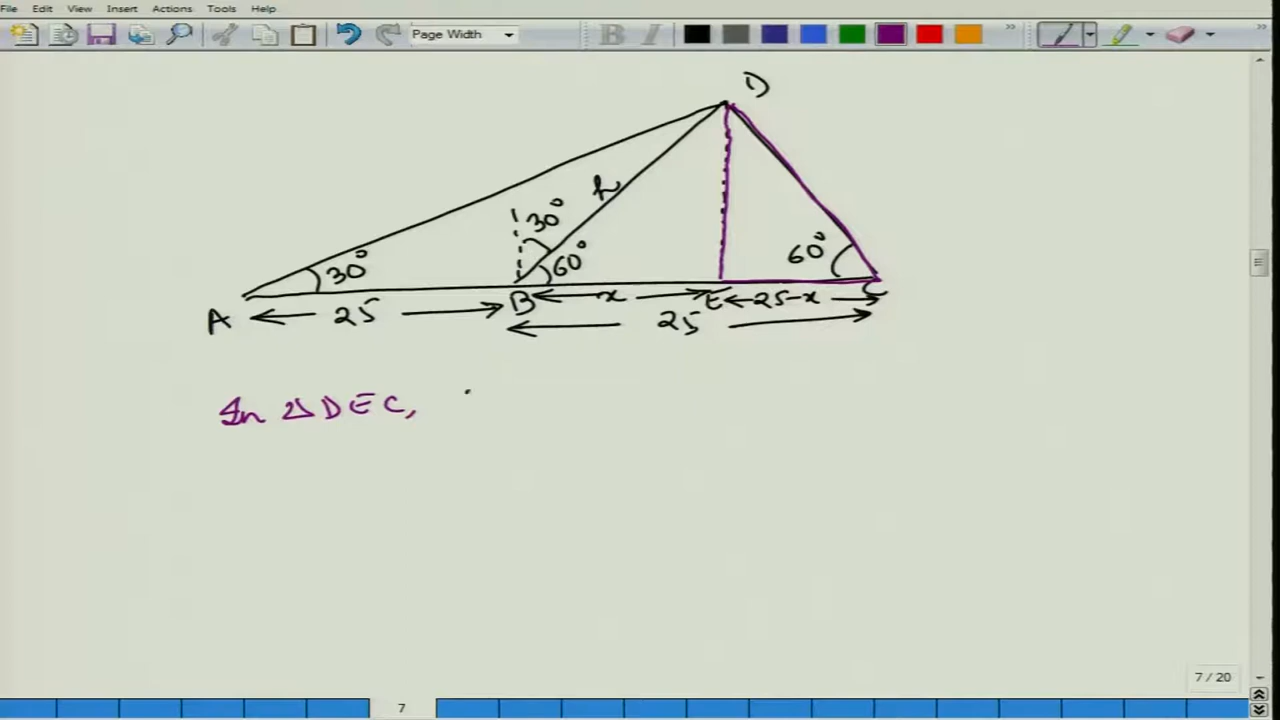 File Edit View Insert Actions Tools Help
Page Width
B I
D
h
30°
30°
60°
60°
A
25
B
x
E
25-x
C
25
In △DEC,
7 / 20
7